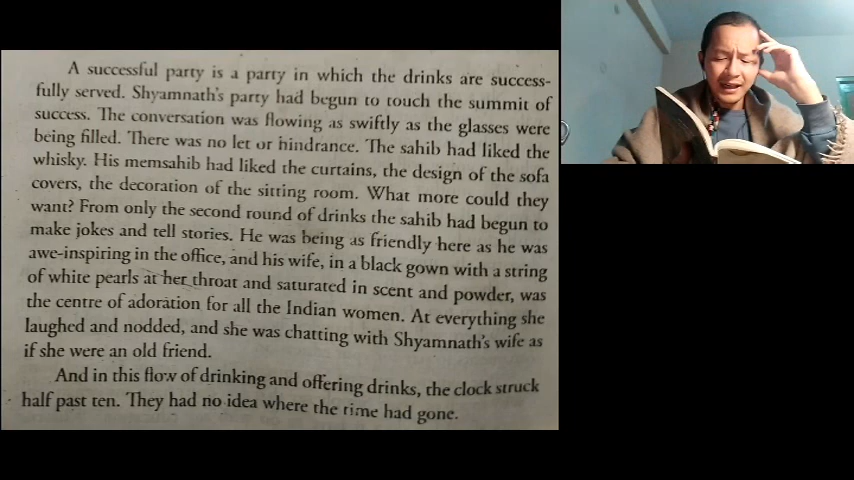 A successful party is a party in which the drinks are success-
fully served. Shyamnath's party had begun to touch the summit of
success. The conversation was flowing as swiftly as the glasses were
being filled. There was no let or hindrance. The sahib had liked the
whisky. His memsahib had liked the curtains, the design of the sofa
covers, the decoration of the sitting room. What more could they
want? From only the second round of drinks the sahib had begun to
make jokes and tell stories. He was being as friendly here as he was
awe-inspiring in the office, and his wife, in a black gown with a string
of white pearls at her throat and saturated in scent and powder, was
the centre of adoration for all the Indian women. At everything she
laughed and nodded, and she was chatting with Shyamnath's wife as
if she were an old friend.
And in this flow of drinking and offering drinks, the clock struck
half past ten. They had no idea where the time had gone.